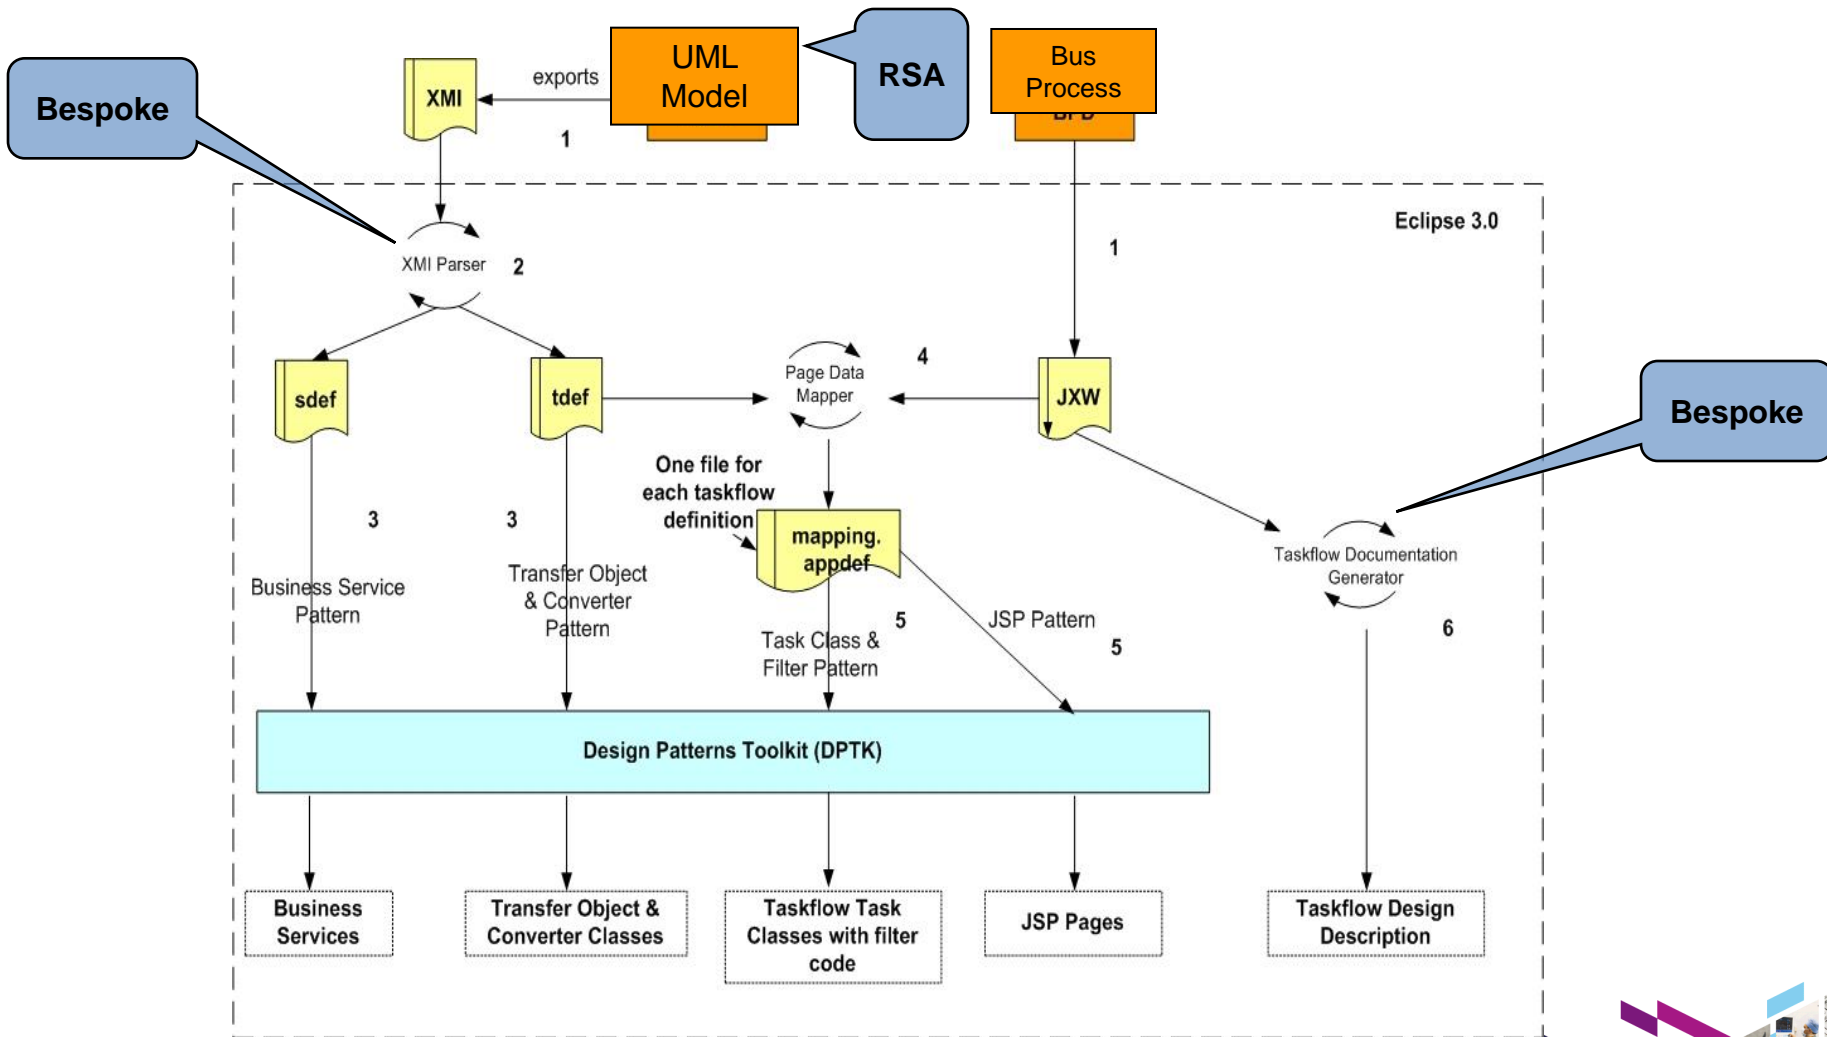 UML
Model
RSA
Bus
Process
BPD
Bespoke
XMI
exports
1
Eclipse 3.0
XMI Parser
2
1
sdef
tdef
Page Data
Mapper
4
JXW
Bespoke
One file for
each taskflow
definition
mapping.
appdef
3
3
Business Service
Pattern
Transfer Object
& Converter
Pattern
Task Class &
Filter Pattern
5
JSP Pattern
5
Taskflow Documentation
Generator
6
Design Patterns Toolkit (DPTK)
Business
Services
Transfer Object &
Converter Classes
Taskflow Task
Classes with filter
code
JSP Pages
Taskflow Design
Description